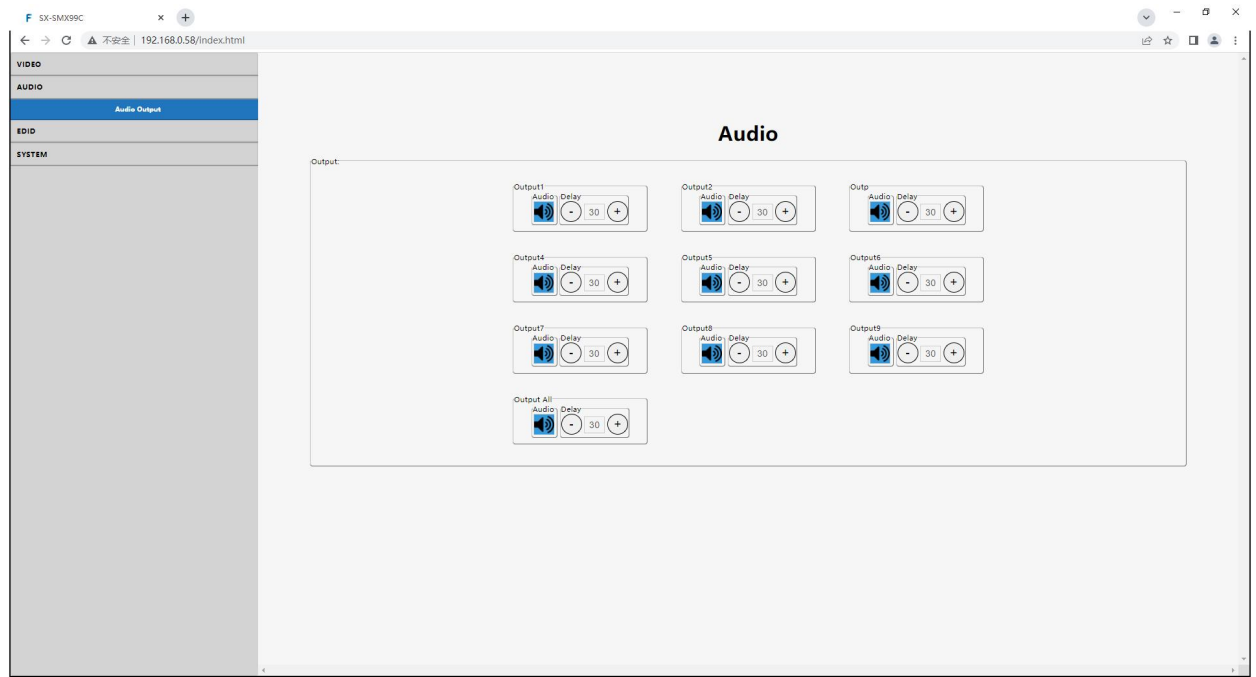 F SX-SMX99C
不安全 | 192.168.0.58/index.html
VIDEO
AUDIO
Audio Output
EDID
SYSTEM
Audio
Output:
Output1 Output2 Outp
Audio Delay Audio Delay Audio Delay
- 30 + - 30 + - 30 +
Output4 Output5 Output6
Audio Delay Audio Delay Audio Delay
- 30 + - 30 + - 30 +
Output7 Output8 Output9
Audio Delay Audio Delay Audio Delay
- 30 + - 30 + - 30 +
Output All
Audio Delay
- 30 +